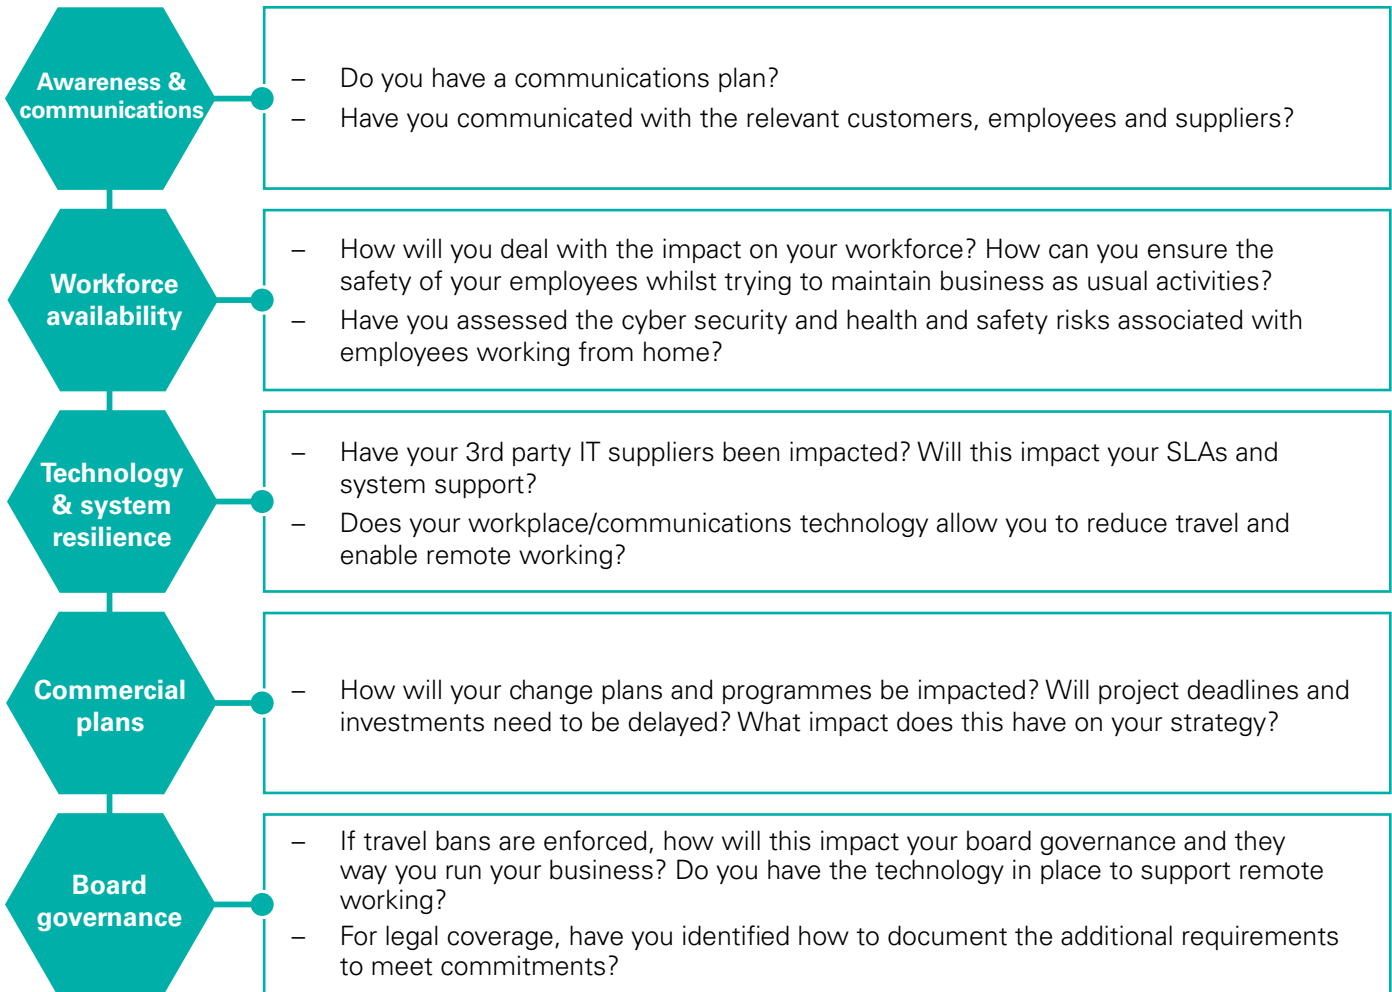 Awareness &
communications
– Do you have a communications plan?
– Have you communicated with the relevant customers, employees and suppliers?
Workforce
availability
– How will you deal with the impact on your workforce? How can you ensure the
safety of your employees whilst trying to maintain business as usual activities?
– Have you assessed the cyber security and health and safety risks associated with
employees working from home?
Technology
& system
resilience
– Have your 3rd party IT suppliers been impacted? Will this impact your SLAs and
system support?
– Does your workplace/communications technology allow you to reduce travel and
enable remote working?
Commercial
plans
– How will your change plans and programmes be impacted? Will project deadlines and
investments need to be delayed? What impact does this have on your strategy?
Board
governance
– If travel bans are enforced, how will this impact your board governance and they
way you run your business? Do you have the technology in place to support remote
working?
– For legal coverage, have you identified how to document the additional requirements
to meet commitments?